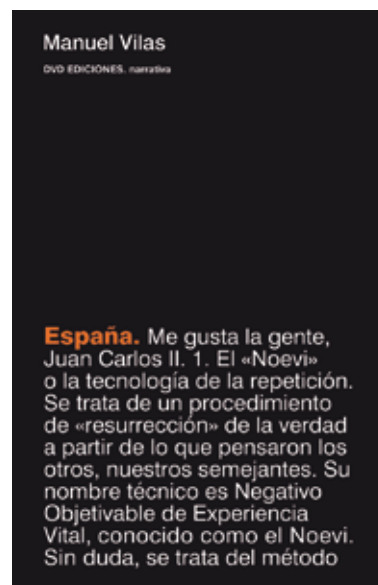 Manuel Vilas
DVD EDICIONES, narrativa
España. Me gusta la gente,
Juan Carlos II. 1. El «Noevi»
o la tecnología de la repetición.
Se trata de un procedimiento
de «resurrección» de la verdad
a partir de lo que pensaron los
otros, nuestros semejantes. Su
nombre técnico es Negativo
Objetivable de Experiencia
Vital, conocido como el Noevi.
Sin duda, se trata del método